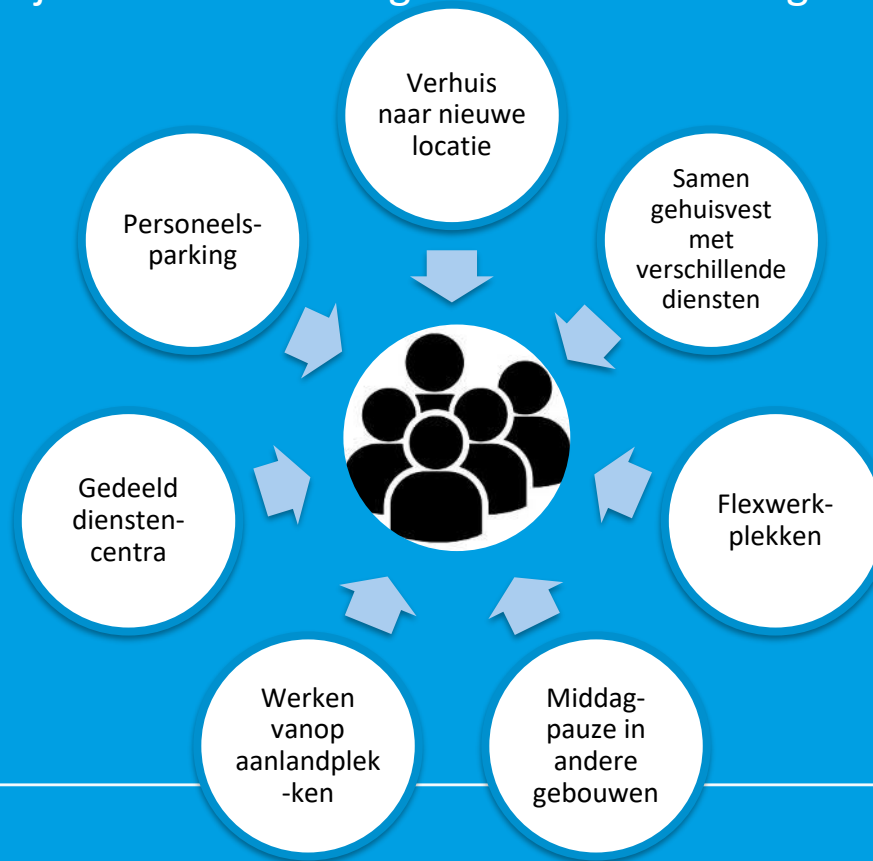 Verhuis
naar nieuwe
locatie
Samen
gehuisvest
met
verschillende
diensten
Flexwerk-
plekken
Middag-
pauze in
andere
gebouwen
Werken
vanop
aanlandplek
-ken
Gedeeld
diensten-
centra
Personeels-
parking